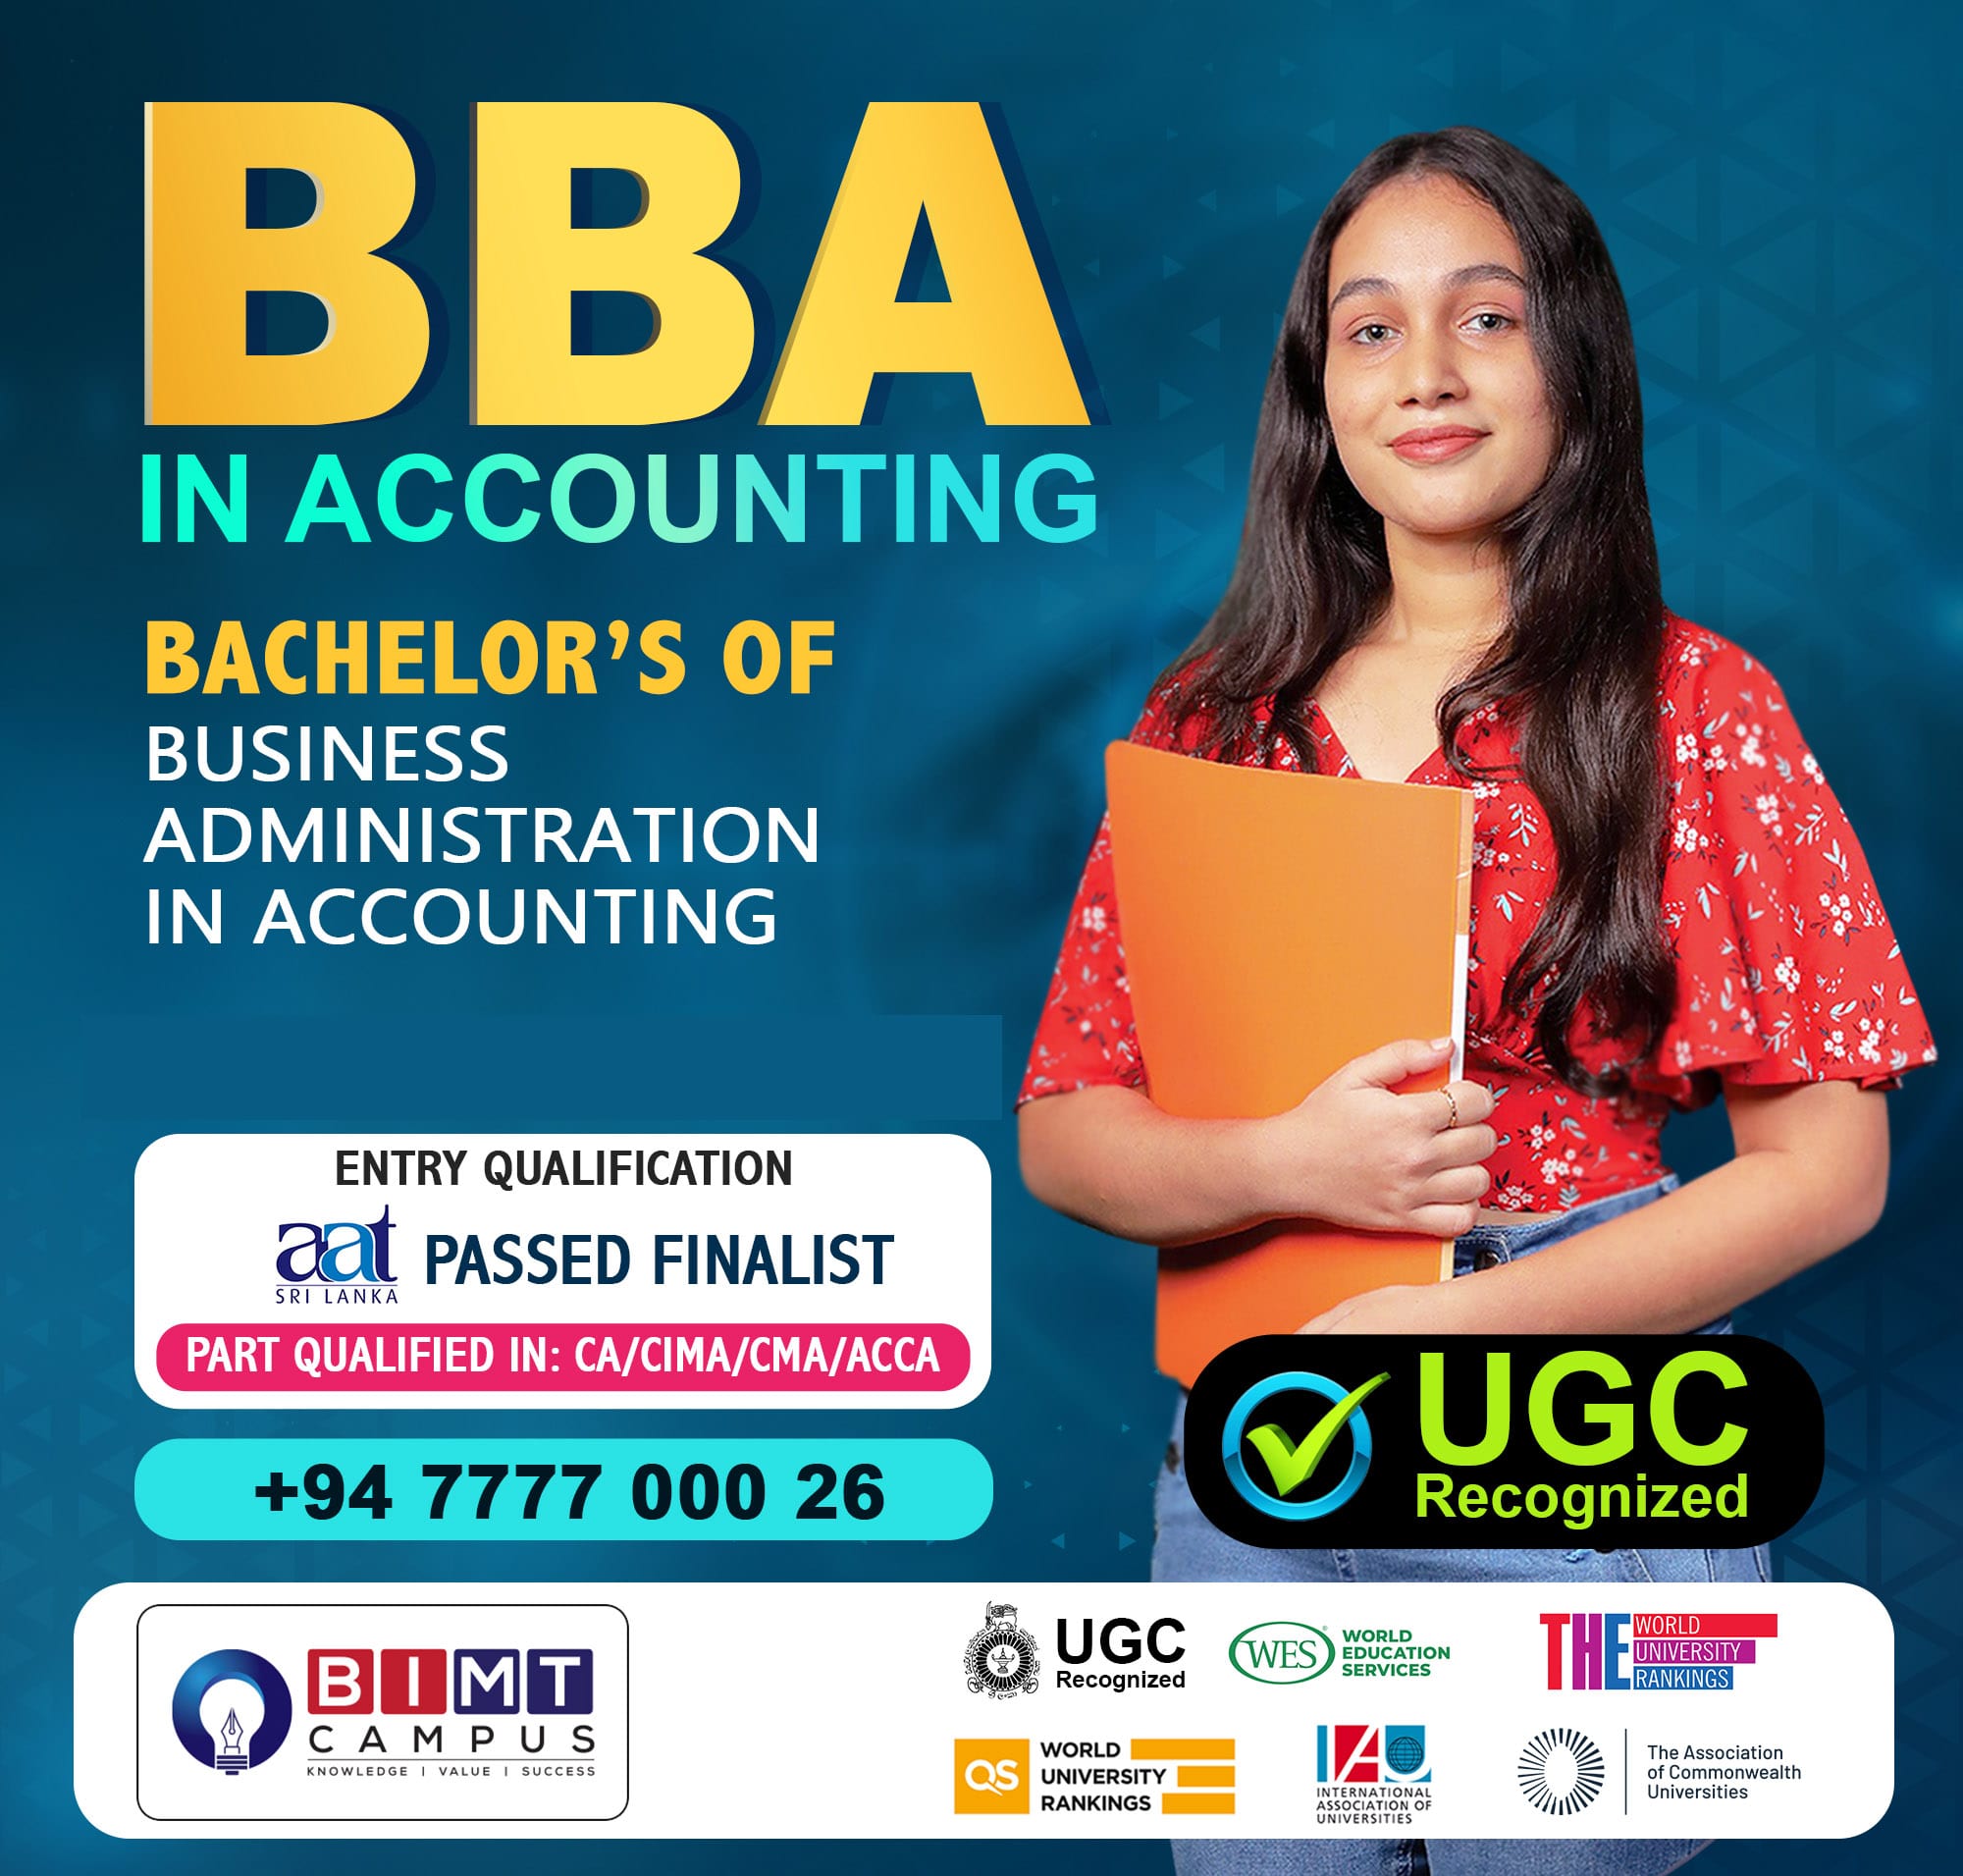 BBA
IN ACCOUNTING
BACHELOR'S OF
BUSINESS
ADMINISTRATION
IN ACCOUNTING
ENTRY QUALIFICATION
aat
SRI LANKA
PASSED FINALIST
PART QUALIFIED IN: CA/CIMA/CMA/ACCA
+94 7777 000 26
UGC
Recognized
BIMT
CAMPUS
KNOWLEDGE | VALUE | SUCCESS
UGC
Recognized
WES
WORLD
EDUCATION
SERVICES
THE
WORLD
UNIVERSITY
RANKINGS
QS
WORLD
UNIVERSITY
RANKINGS
IAU
INTERNATIONAL
ASSOCIATION OF
UNIVERSITIES
The Association
of Commonwealth
Universities